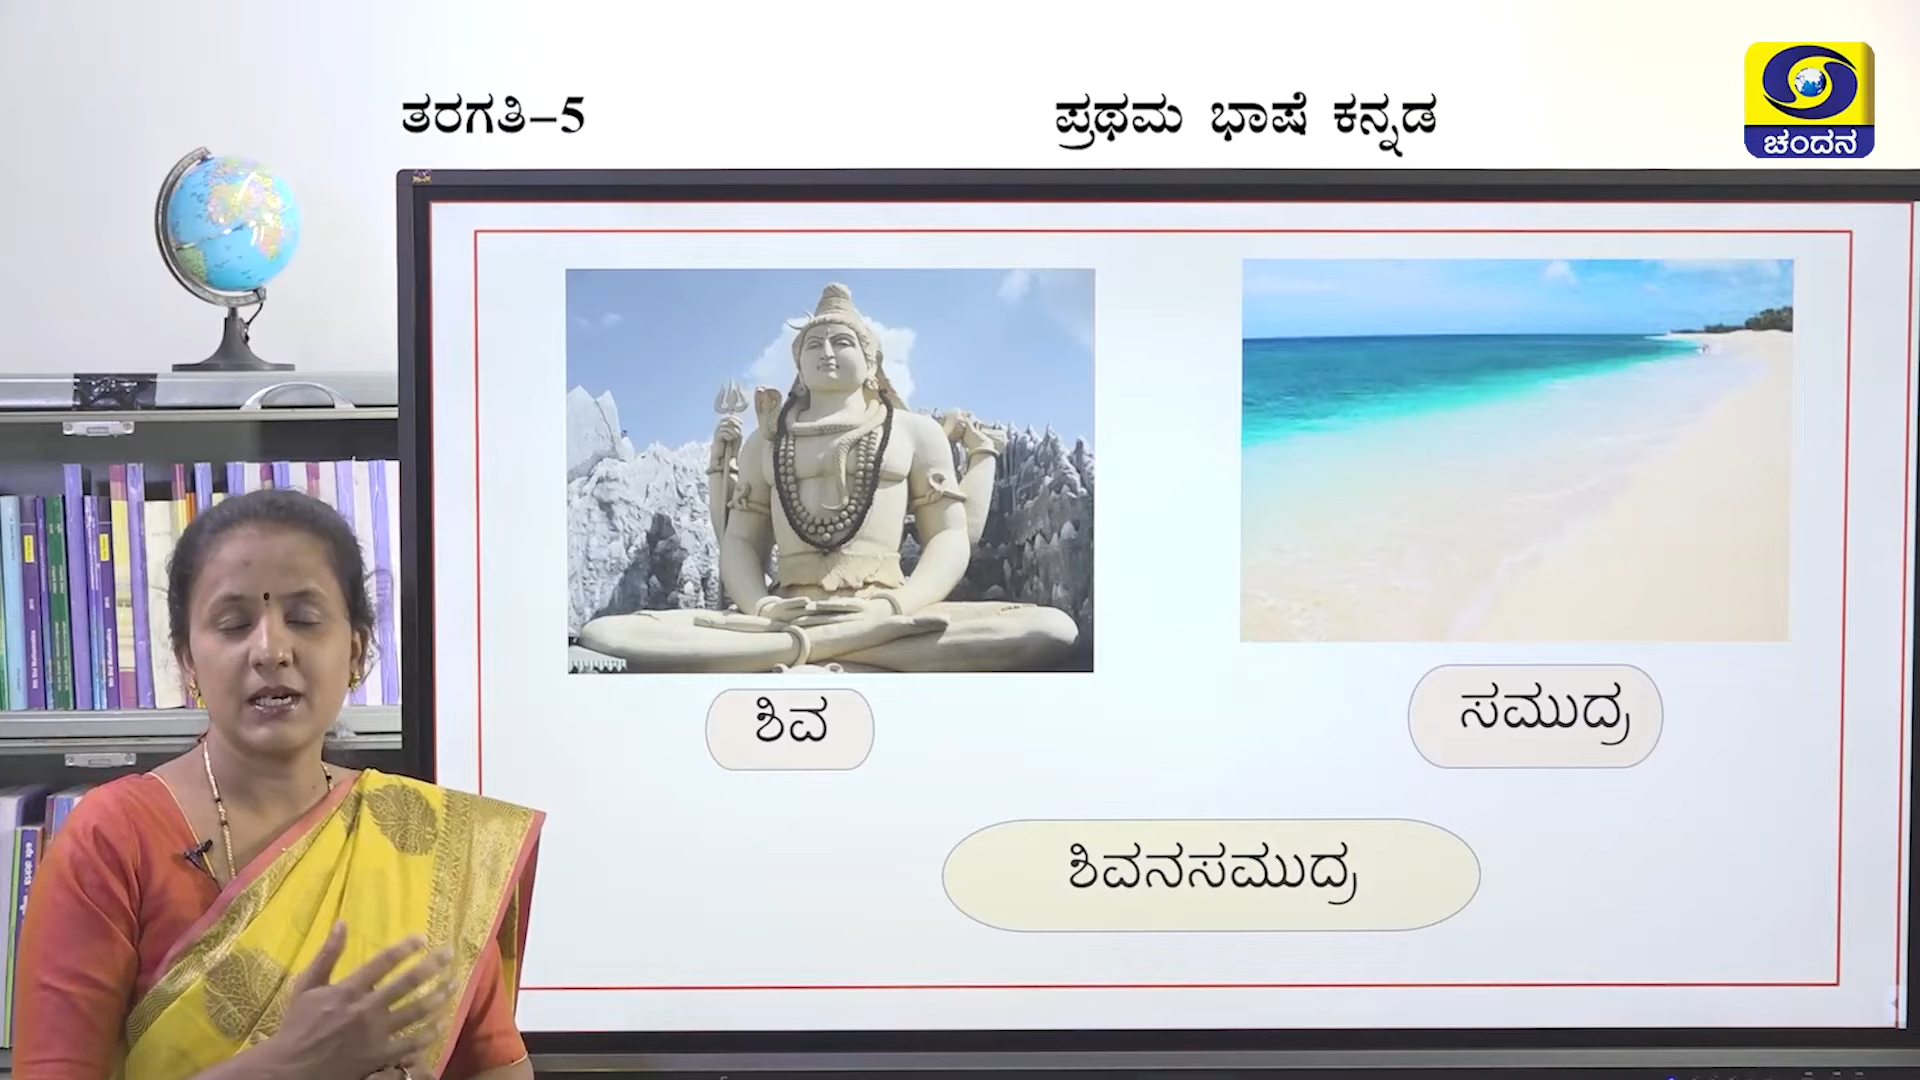 ತರಗತಿ–5
ಪ್ರಥಮ ಭಾಷೆ ಕನ್ನಡ
ಚಂದನ
ಶಿವ
ಸಮುದ್ರ
ಶಿವನಸಮುದ್ರ